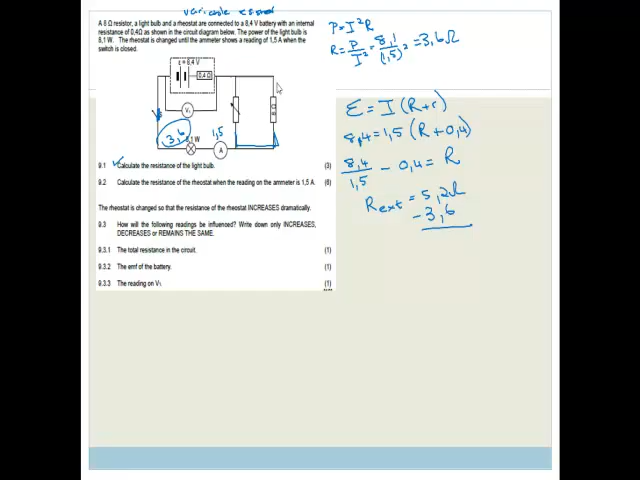 variable
A 8 Ω resistor, a light bulb and a rheostat are connected to a 8,4 V battery with an internal
resistance of 0,4Ω as shown in the circuit diagram below. The power of the light bulb is
8,1 W. The rheostat is changed until the ammeter shows a reading of 1,5 A when the
switch is closed.
ε = 8,4 V
0,4 Ω
V₁
8 Ω
3,6
1,5
8,1 W
A
9.1 Calculate the resistance of the light bulb. (3)
9.2 Calculate the resistance of the rheostat when the reading on the ammeter is 1,5 A. (6)
The rheostat is changed so that the resistance of the rheostat INCREASES dramatically.
9.3 How will the following readings be influenced? Write down only INCREASES,
DECREASES or REMAINS THE SAME.
9.3.1 The total resistance in the circuit. (1)
9.3.2 The emf of the battery. (1)
9.3.3 The reading on V₁. (1)
P = I²R
R = P/I² = 8,1/(1,5)² = 3,6 Ω
ε = I (R + r)
8,4 = 1,5 (R + 0,4)
8,4/1,5 − 0,4 = R
R ext = 5,2 Ω
− 3,6